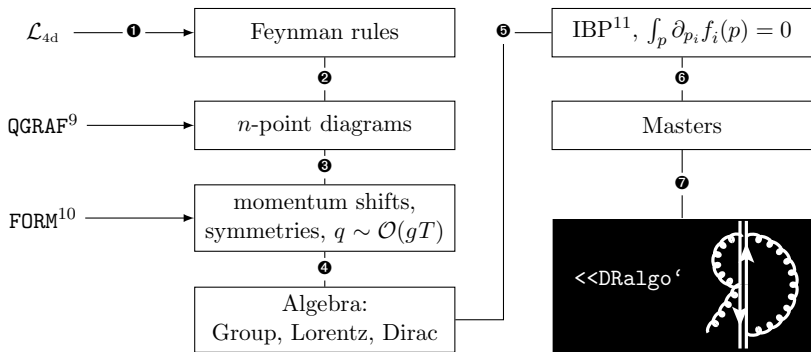 ℒ₄d ❶ Feynman rules
❷
QGRAF⁹ n-point diagrams
❸
FORM¹⁰ momentum shifts,
symmetries, q ∼ 𝒪(gT)
❹
Algebra:
Group, Lorentz, Dirac
❺
IBP¹¹, ∫ₚ ∂ₚᵢ fᵢ(p) = 0
❻
Masters
❼
<<DRalgo‘